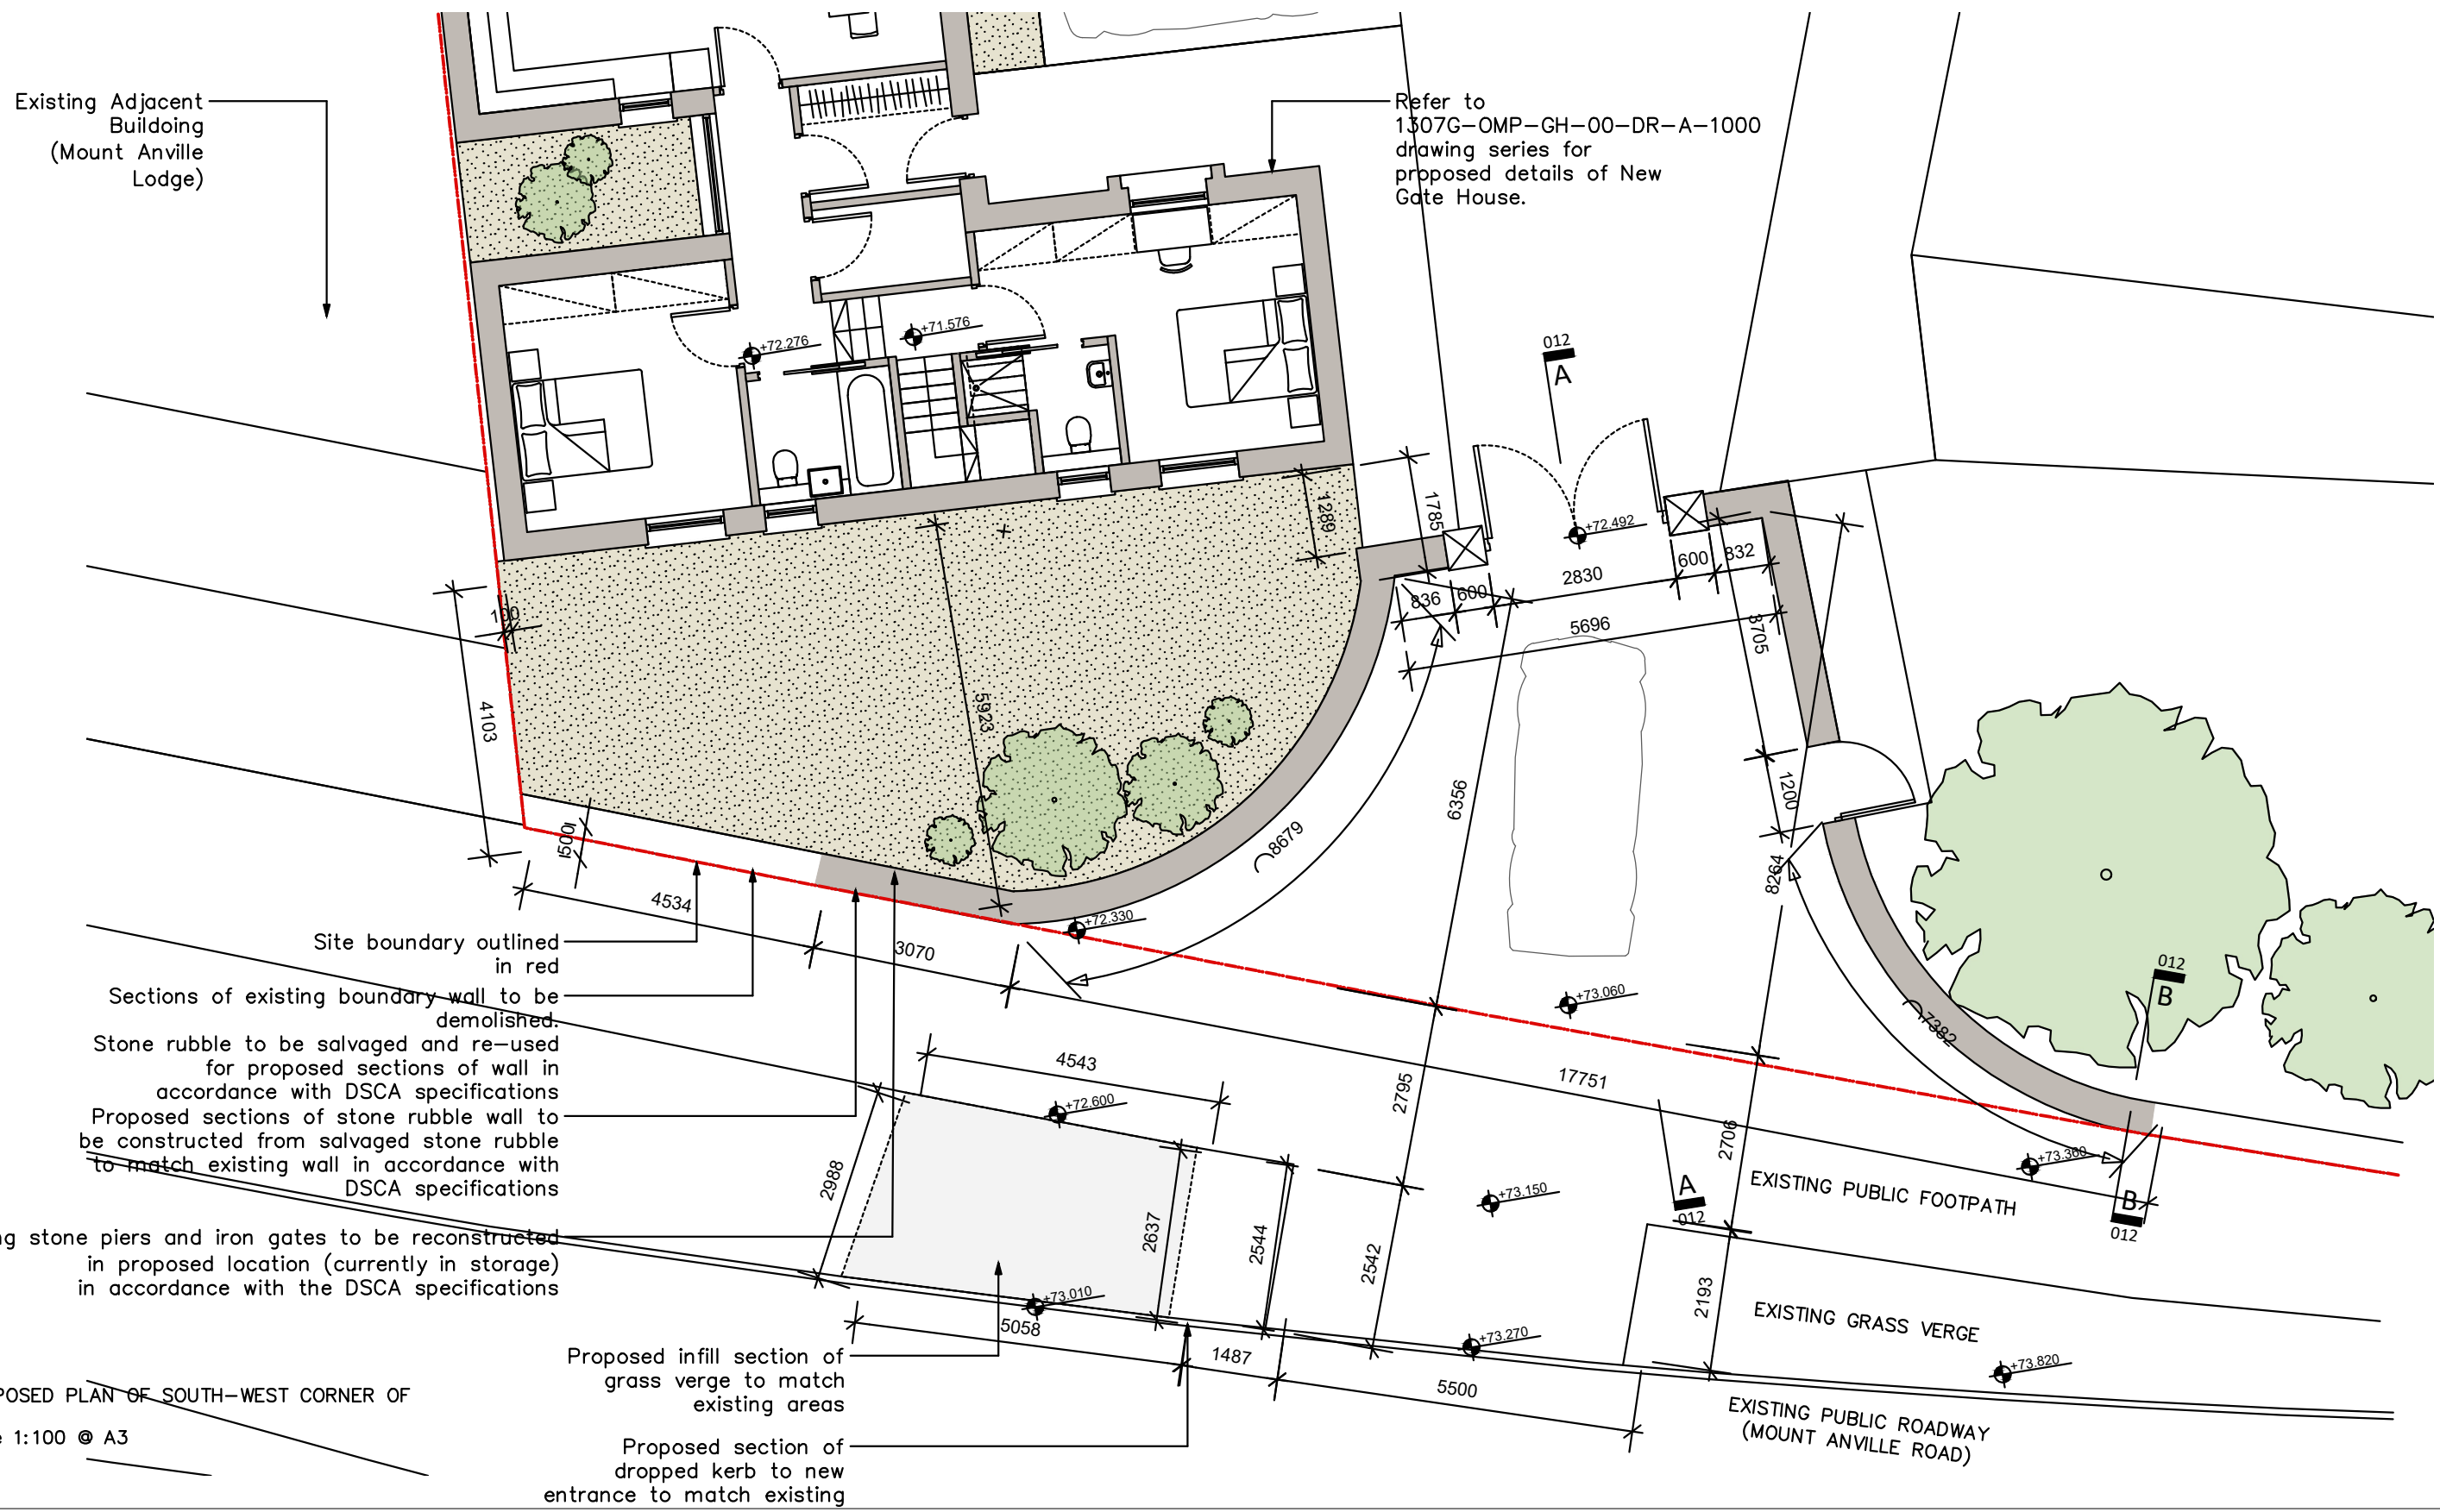 Existing Adjacent
Buildoing
(Mount Anville
Lodge)
Refer to
1307G-OMP-GH-00-DR-A-1000
drawing series for
proposed details of New
Gate House.
012
A
+72.276
+71.576
+72.492
1289
1785
600
832
2830
836
600
5696
3705
100
4103
5923
6356
1200
8264
1500
8679
4534
3070
+72.330
+73.060
7382
012
B
Site boundary outlined
in red
Sections of existing boundary wall to be
demolished.
Stone rubble to be salvaged and re-used
for proposed sections of wall in
accordance with DSCA specifications
Proposed sections of stone rubble wall to
be constructed from salvaged stone rubble
to match existing wall in accordance with
DSCA specifications
stone piers and iron gates to be reconstructed
in proposed location (currently in storage)
in accordance with the DSCA specifications
4543
+72.600
17751
2795
2706
2988
2637
2544
2542
2193
+73.150
+73.360
A
012
B
012
EXISTING PUBLIC FOOTPATH
EXISTING GRASS VERGE
+73.010
+73.270
+73.820
5058
1487
5500
EXISTING PUBLIC ROADWAY
(MOUNT ANVILLE ROAD)
Proposed infill section of
grass verge to match
existing areas
Proposed section of
dropped kerb to new
entrance to match existing
PLAN OF SOUTH-WEST CORNER OF
1:100 @ A3